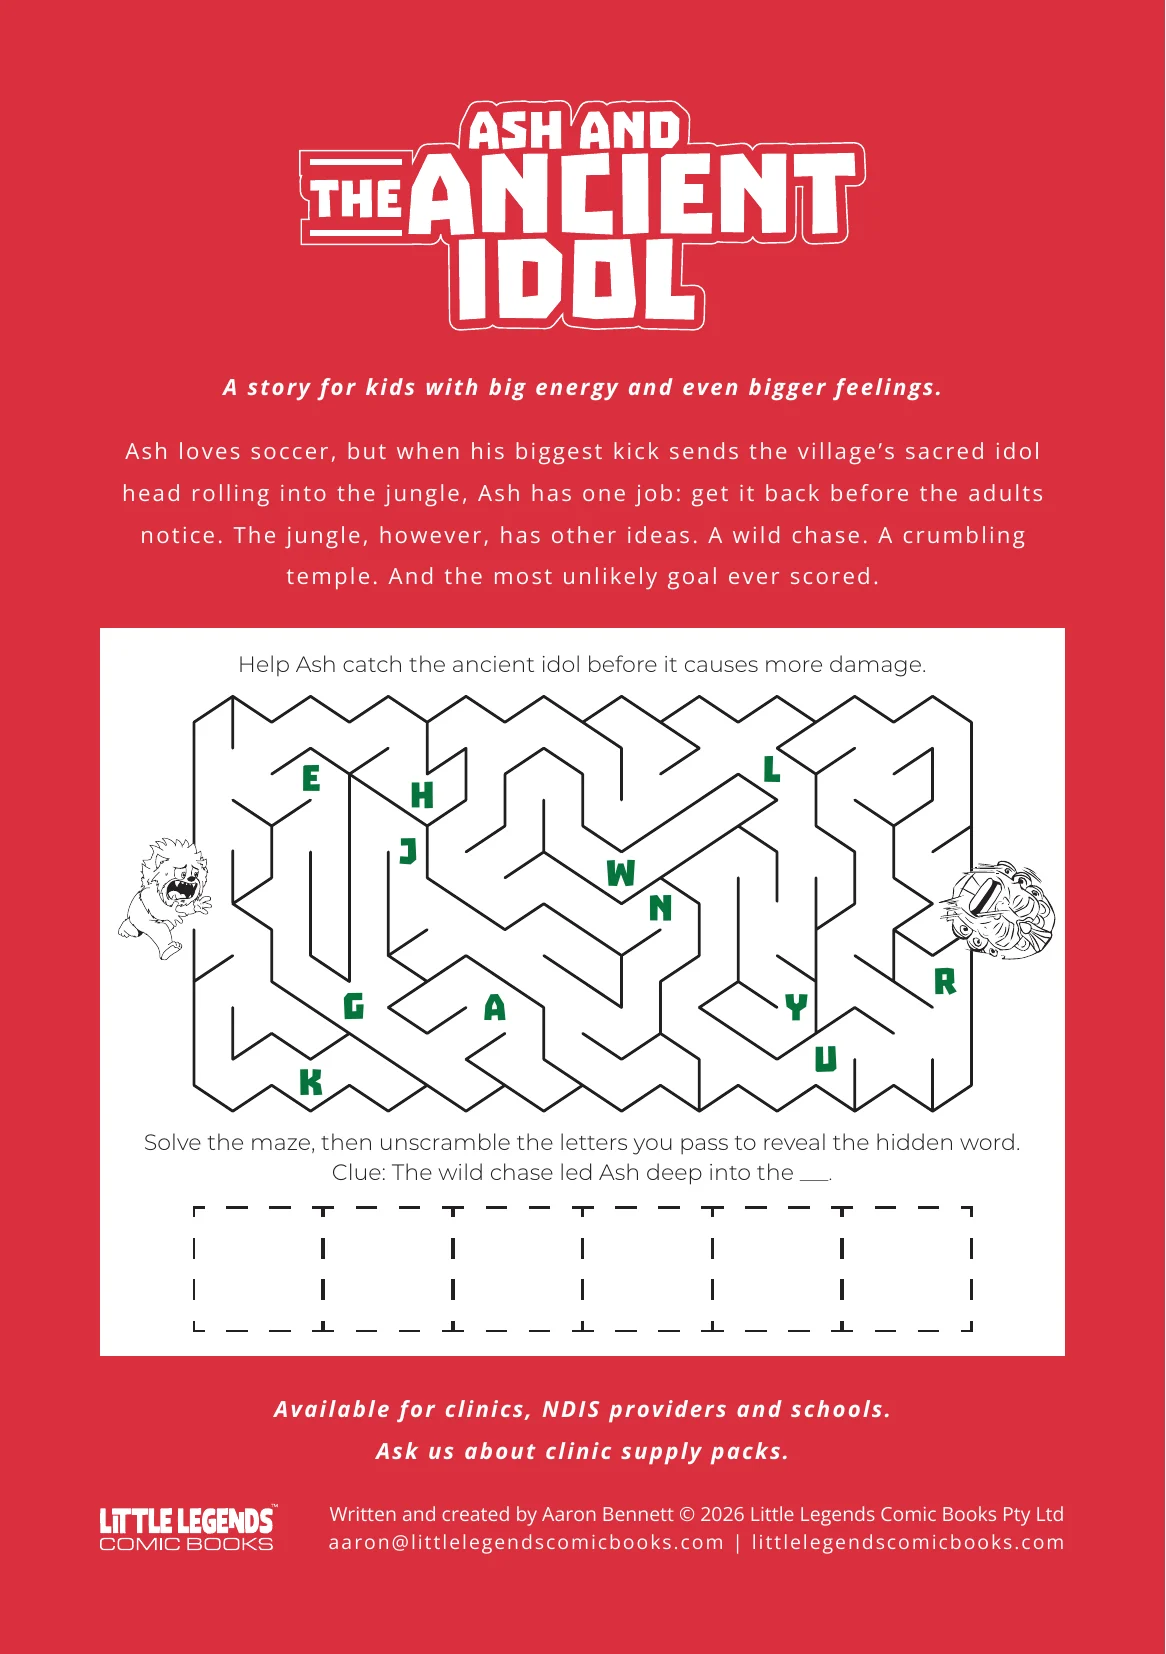 ASH AND
THE ANCIENT
IDOL
A story for kids with big energy and even bigger feelings.
Ash loves soccer, but when his biggest kick sends the village’s sacred idol
head rolling into the jungle, Ash has one job: get it back before the adults
notice. The jungle, however, has other ideas. A wild chase. A crumbling
temple. And the most unlikely goal ever scored.
Help Ash catch the ancient idol before it causes more damage.
L
E
H
J
W
N
R
G
A
Y
U
K
Solve the maze, then unscramble the letters you pass to reveal the hidden word.
Clue: The wild chase led Ash deep into the ___.
Available for clinics, NDIS providers and schools.
Ask us about clinic supply packs.
LITTLE LEGENDS™
COMIC BOOKS
Written and created by Aaron Bennett © 2026 Little Legends Comic Books Pty Ltd
aaron@littlelegendscomicbooks.com | littlelegendscomicbooks.com